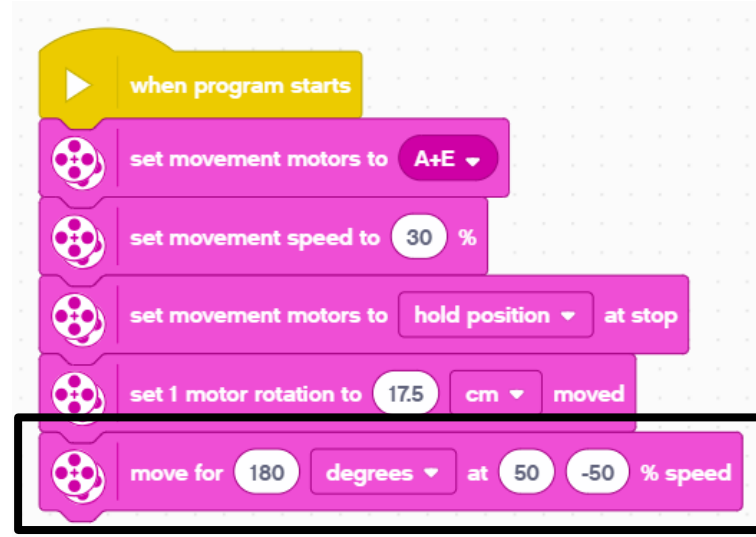 when program starts
set movement motors to A+E
set movement speed to 30 %
set movement motors to hold position at stop
set 1 motor rotation to 17.5 cm moved
move for 180 degrees at 50 -50 % speed